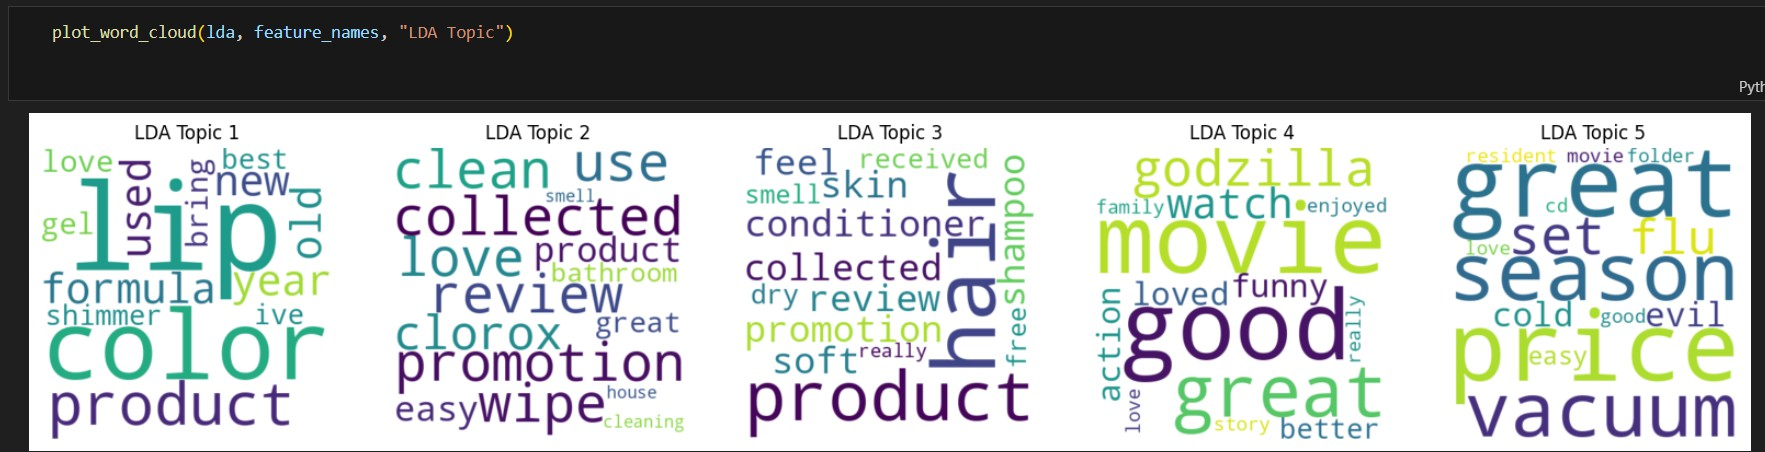 plot_word_cloud(lda, feature_names, "LDA Topic")
Pyth
LDA Topic 1
love
used
bring
best
new
lip
old
gel
formula
year
shimmer
ive
color
product
LDA Topic 2
clean
use
smell
collected
love
product
bathroom
review
clorox
great
promotion
house
easy
wipe
cleaning
LDA Topic 3
feel
received
smell
skin
hair
shampoo
conditioner
collected
dry
review
free
promotion
soft
really
product
LDA Topic 4
godzilla
family
watch
enjoyed
movie
loved
funny
action
good
really
great
love
story
better
LDA Topic 5
resident
movie
folder
great
cd
love
set
flu
season
cold
good
evil
price
easy
vacuum